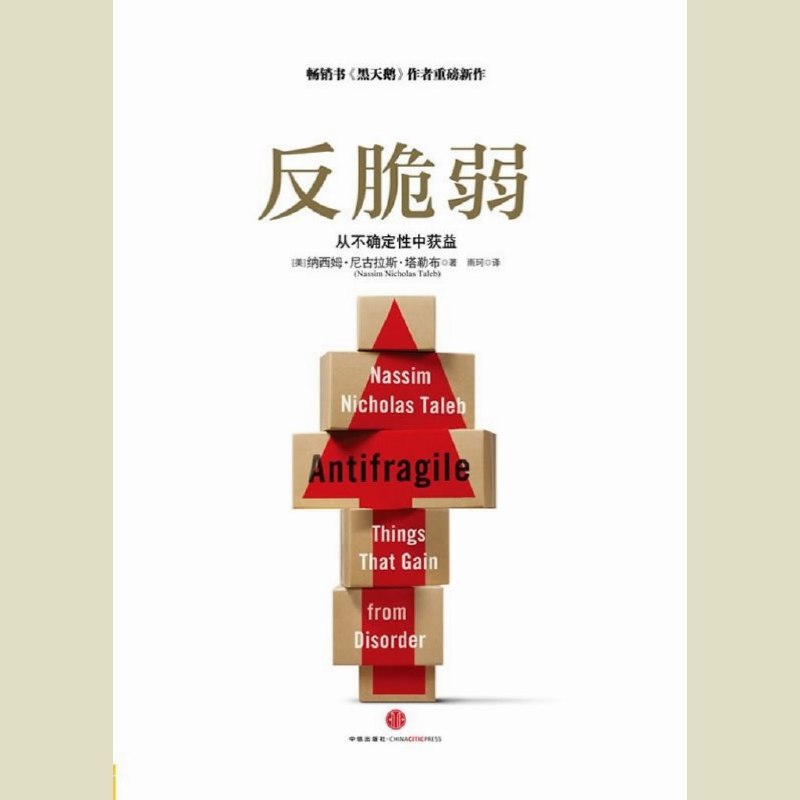 畅销书《黑天鹅》作者重磅新作
反脆弱
从不确定性中获益
[美]纳西姆·尼古拉斯·塔勒布◎著 雨珂◎译
(Nassim Nicholas Taleb)
Nassim
Nicholas Taleb
Antifragile
Things
That Gain
from
Disorder
中信出版社·CHINACITICPRESS